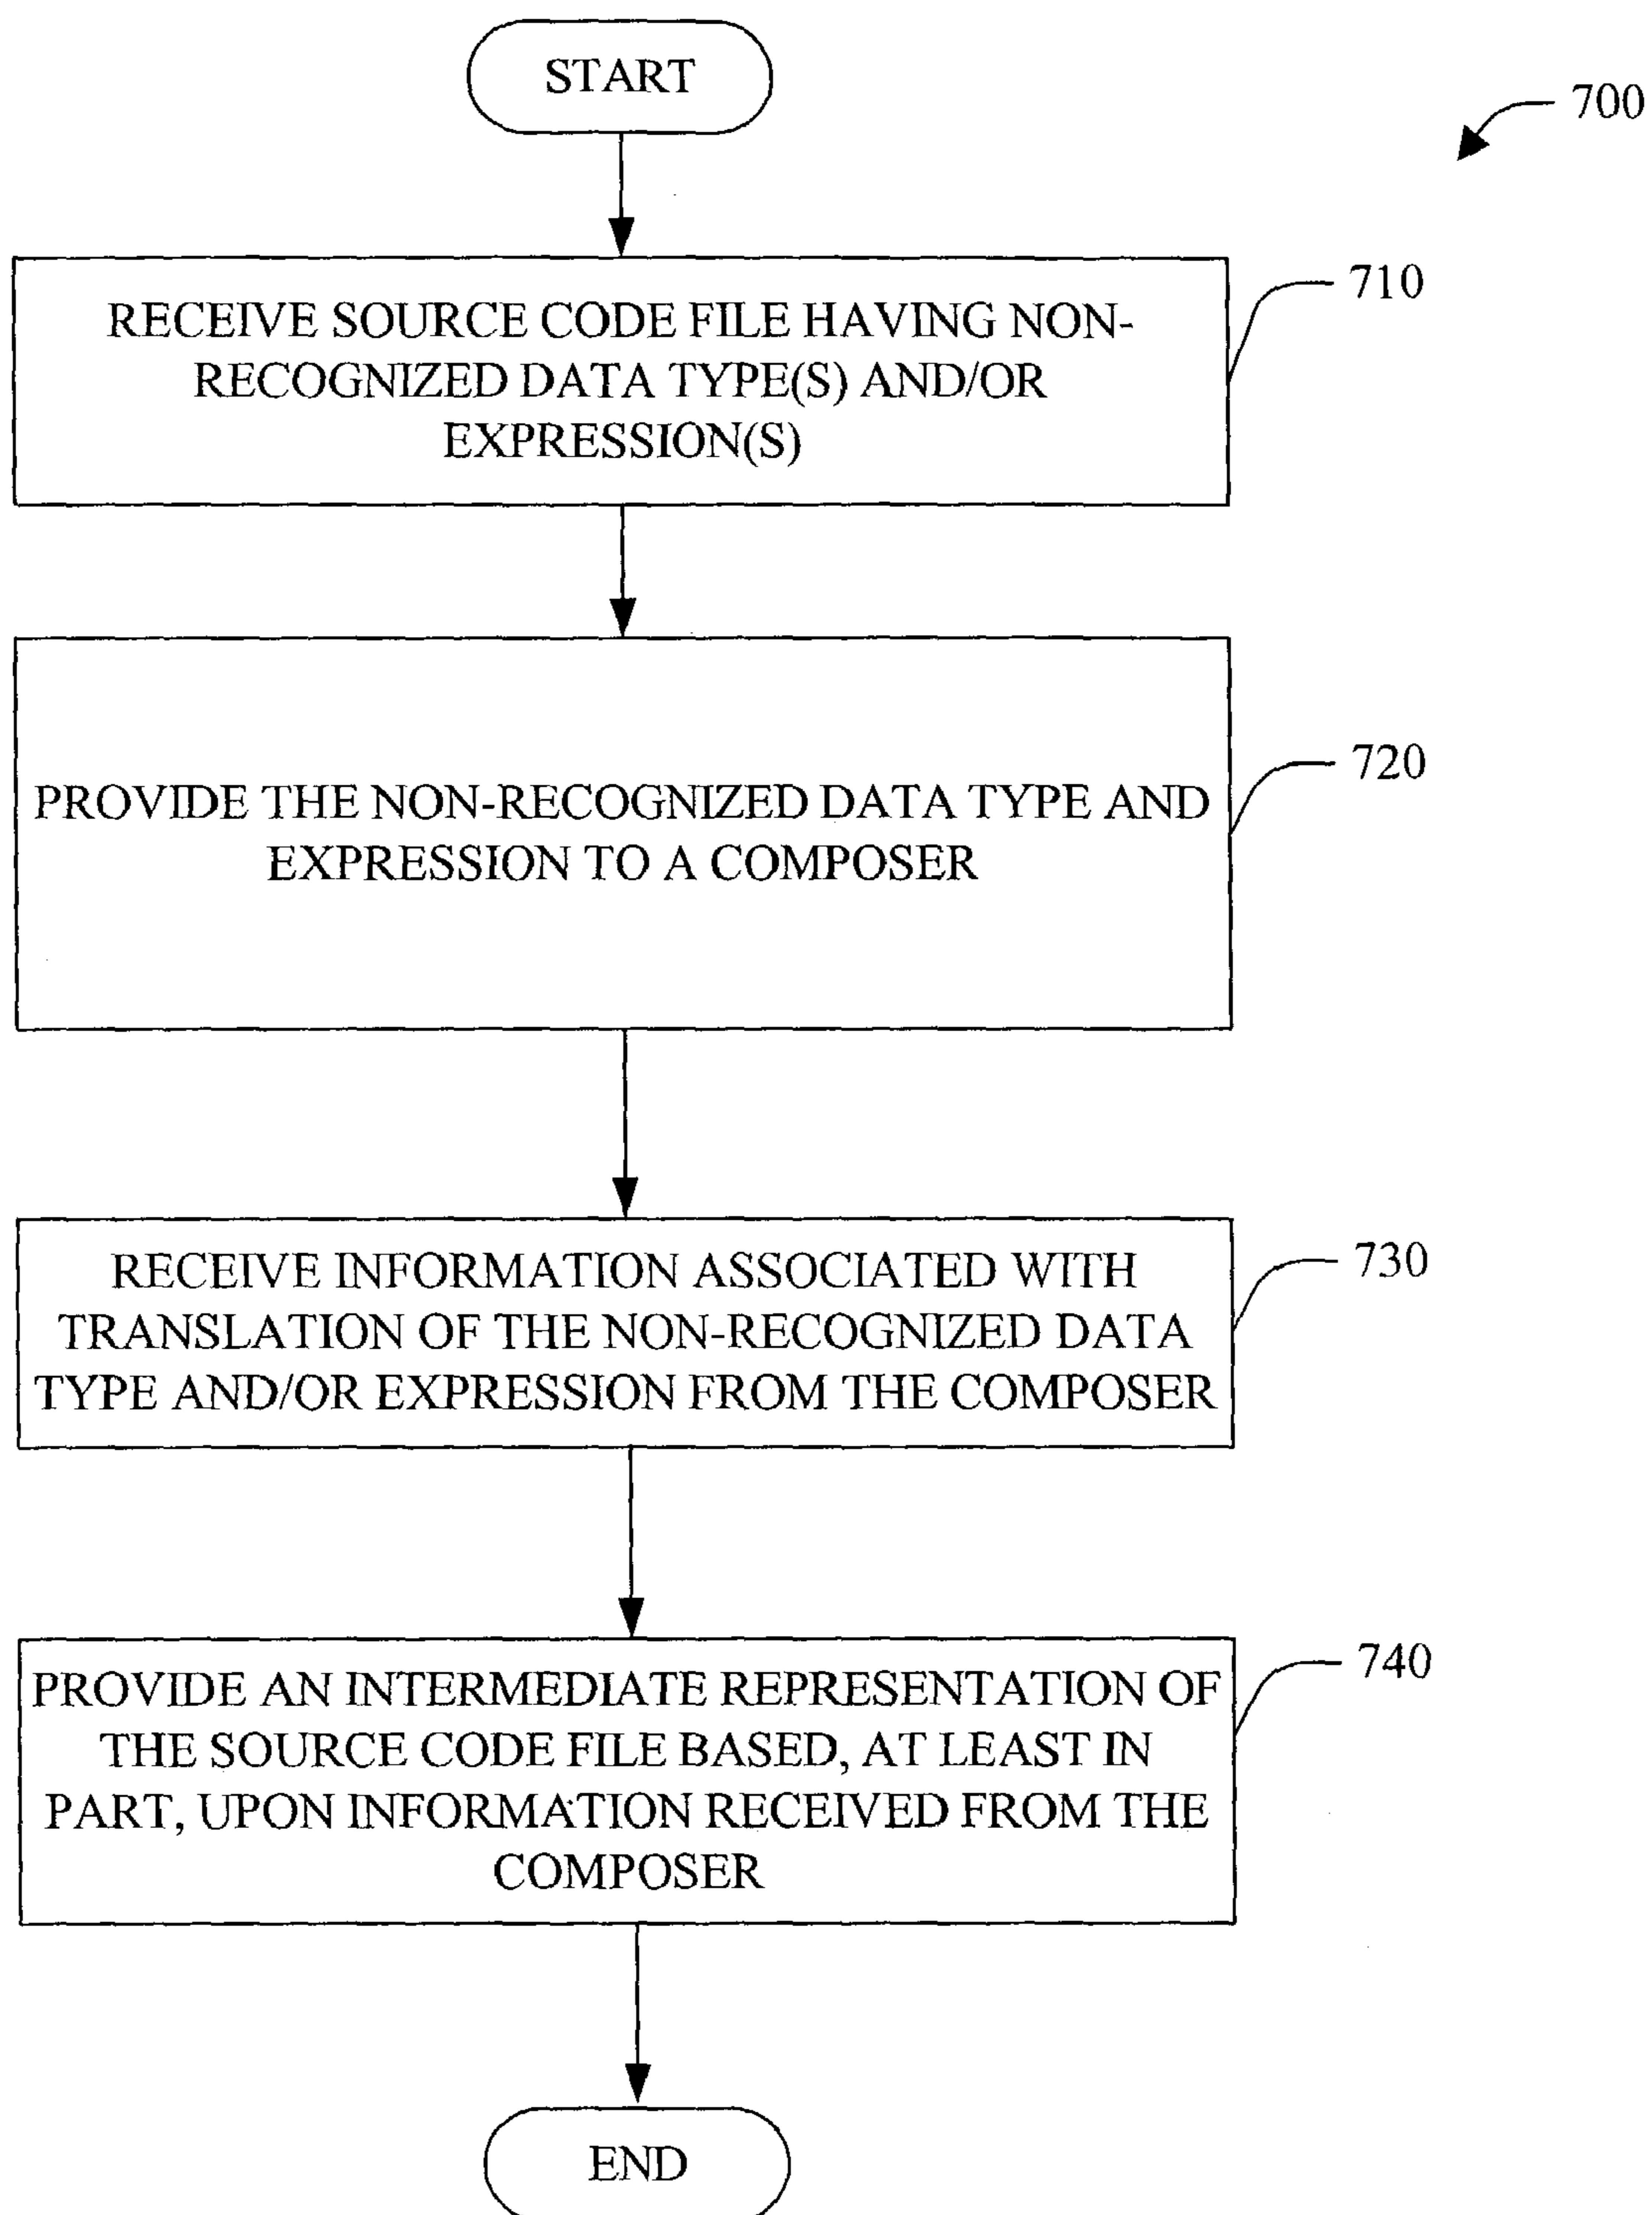 START
700
RECEIVE SOURCE CODE FILE HAVING NON-
RECOGNIZED DATA TYPE(S) AND/OR
EXPRESSION(S)
710
PROVIDE THE NON-RECOGNIZED DATA TYPE AND
EXPRESSION TO A COMPOSER
720
RECEIVE INFORMATION ASSOCIATED WITH
TRANSLATION OF THE NON-RECOGNIZED DATA
TYPE AND/OR EXPRESSION FROM THE COMPOSER
730
PROVIDE AN INTERMEDIATE REPRESENTATION OF
THE SOURCE CODE FILE BASED, AT LEAST IN
PART, UPON INFORMATION RECEIVED FROM THE
COMPOSER
740
END